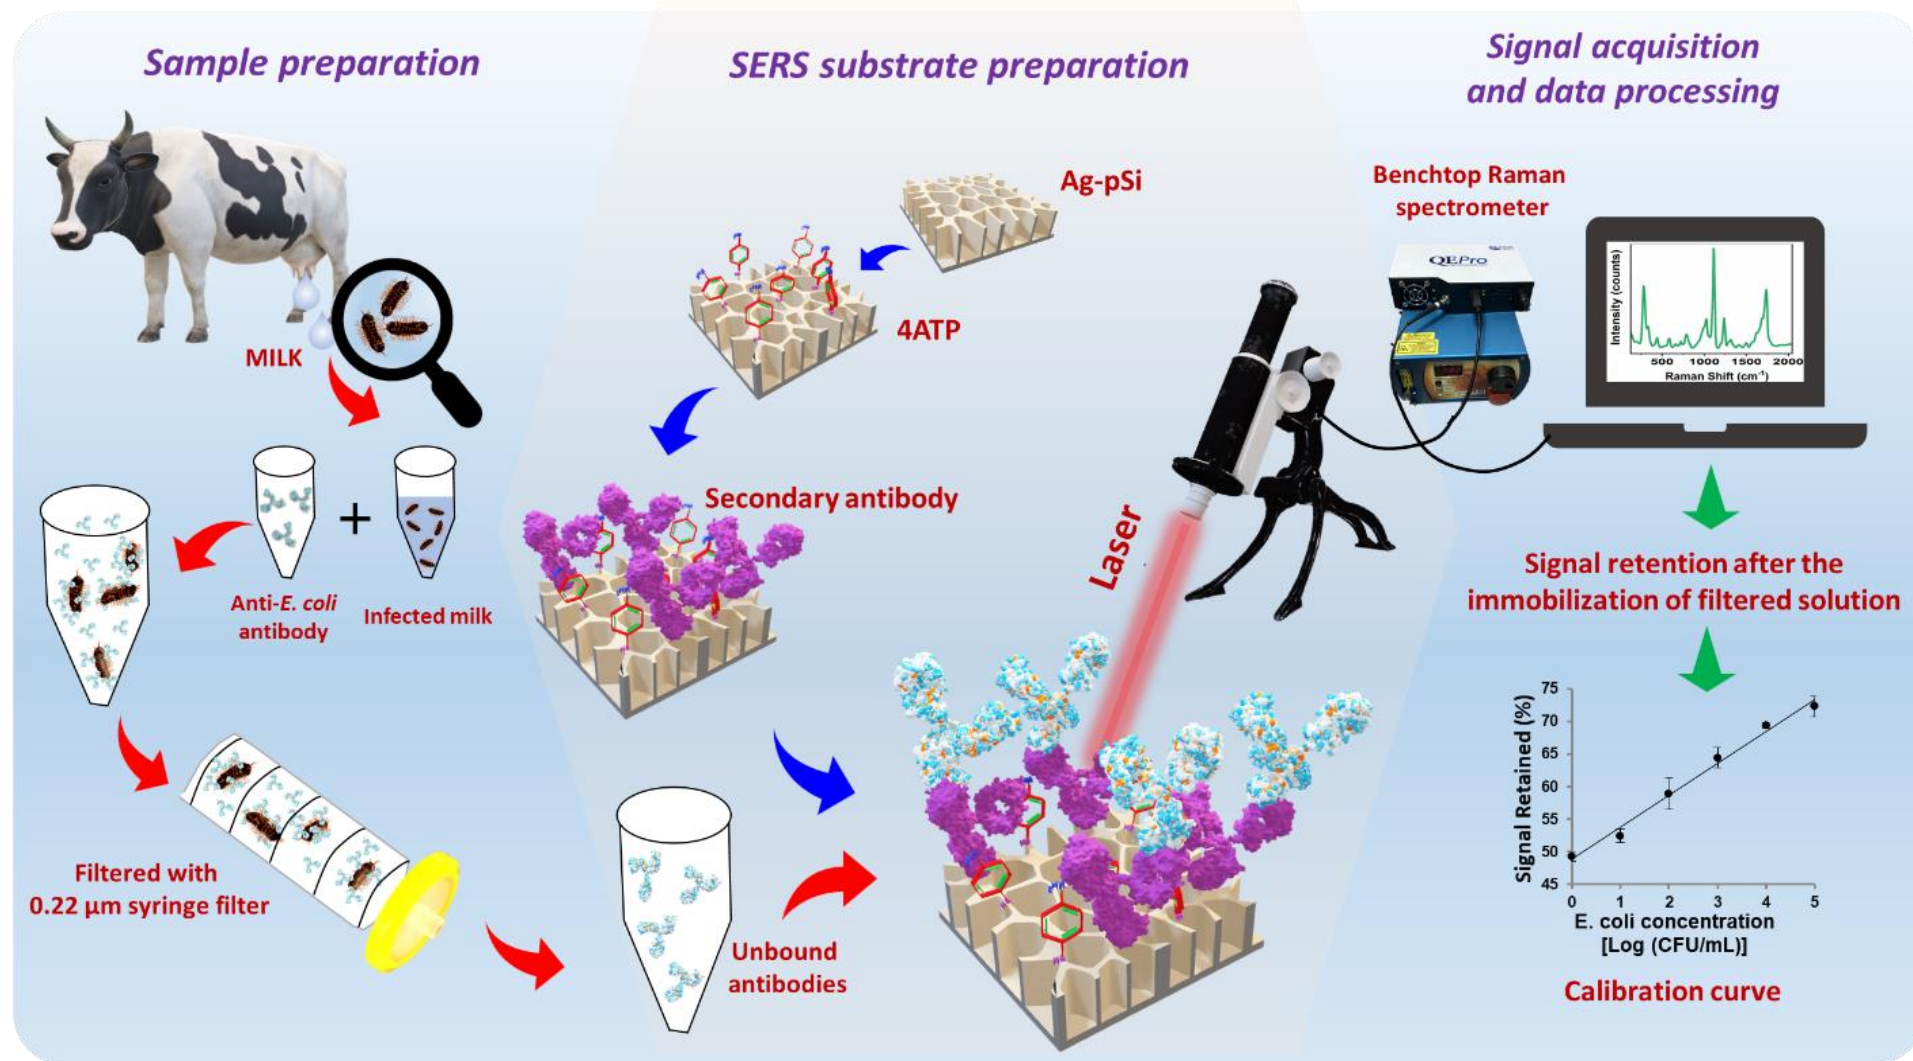 Sample preparation
MILK
Anti-E. coli
antibody
+
Infected milk
Filtered with
0.22 µm syringe filter
Unbound
antibodies
SERS substrate preparation
Ag-pSi
4ATP
Secondary antibody
Laser
Signal acquisition
and data processing
Benchtop Raman
spectrometer
QEPro
Intensity (counts)
500 1000 1500 2000
Raman Shift (cm⁻¹)
Signal retention after the
immobilization of filtered solution
Signal Retained (%)
75
70
65
60
55
50
45
0 1 2 3 4 5
E. coli concentration
[Log (CFU/mL)]
Calibration curve